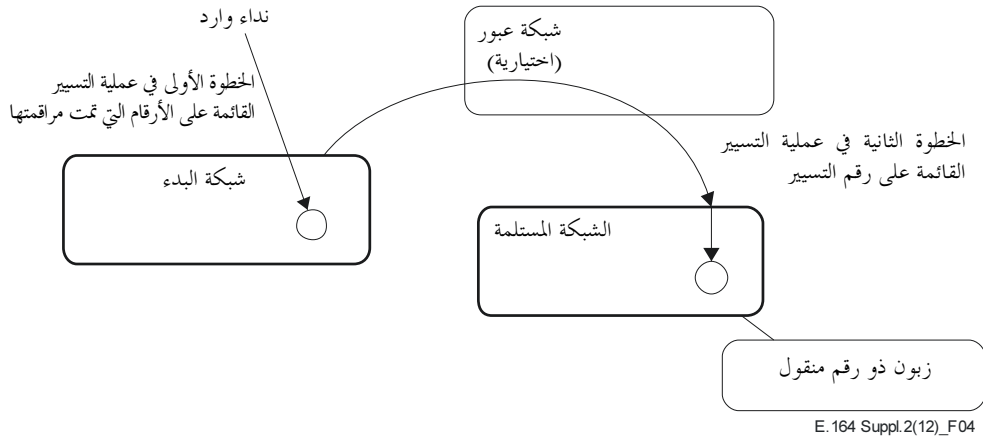 نداء وارد
شبكة عبور
(اختيارية)
الخطوة الأولى في عملية التسيير
القائمة على الأرقام التي تمت مراقمتها
الخطوة الثانية في عملية التسيير
القائمة على رقم التسيير
شبكة البدء
الشبكة المستلمة
زبون ذو رقم منقول
E.164 Suppl.2(12)_F04